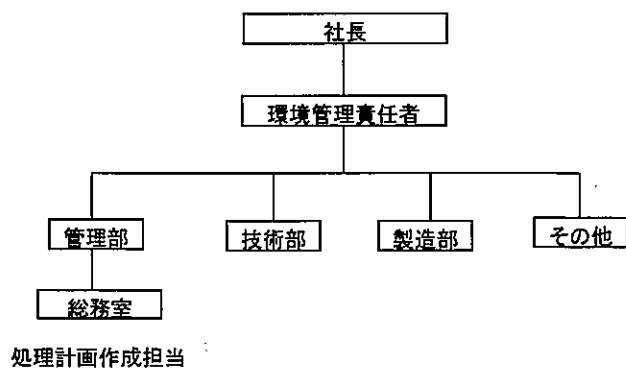 社長
環境管理責任者
管理部 技術部 製造部 その他
総務室
処理計画作成担当